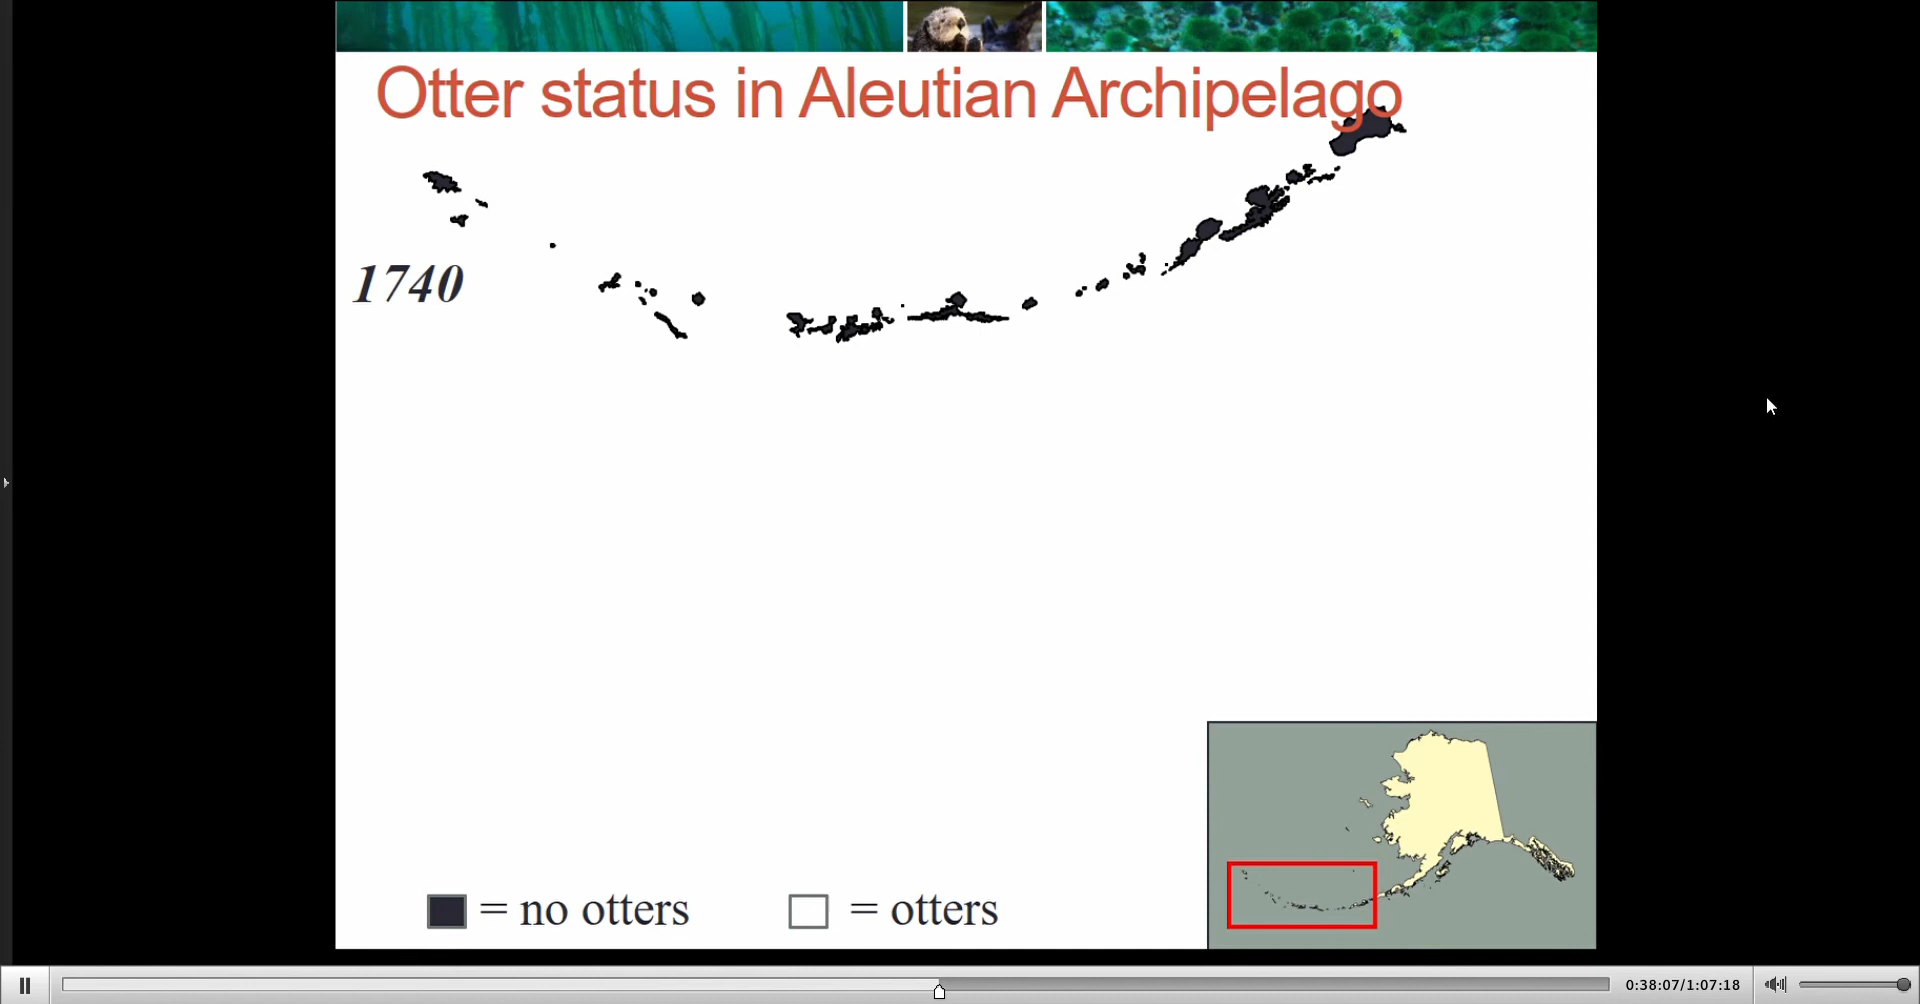 Otter status in Aleutian Archipelago
1740
= no otters
= otters
0:38:07/1:07:18